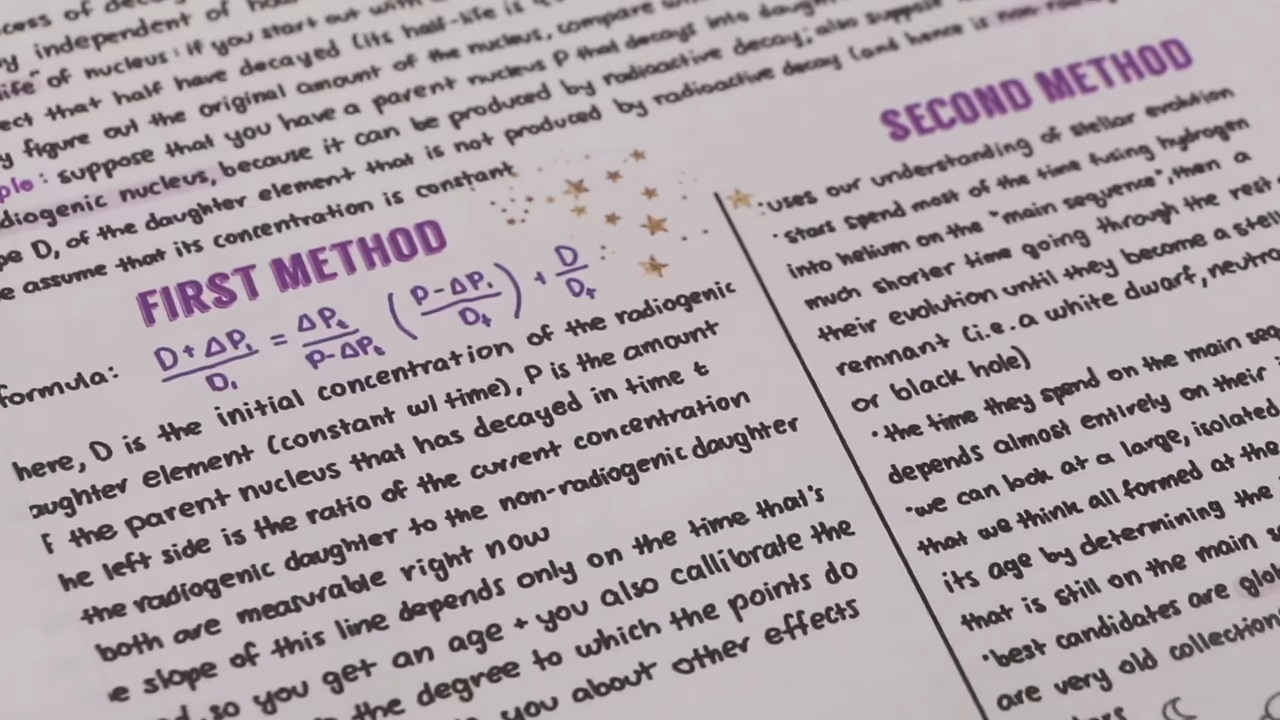 cess of dec
y independent of
life" of nucleus: if you start out with
ect that half have decayed (its half-life is
y figure out the original amount of the nucleus, compare
ple: suppose that you have a parent nucleus P that decays into daug
diogenic nucleus, because it can be produced by radioactive decay; also suppose
pe D, of the daughter element that is not produced by radioactive decay (and hence is non-radio
e assume that its concentration is constant
FIRST METHOD
formula: D + ΔPₜ / Dᵢ = ΔPₜ / P-ΔPₜ (P-ΔPₜ / Dᵢ) + D / Dᵢ
here, D is the initial concentration of the radiogenic
aughter element (constant w/ time), P is the amount
f the parent nucleus that has decayed in time t
he left side is the ratio of the current concentration
the radiogenic daughter to the non-radiogenic daughter
both are measurable right now
e slope of this line depends only on the time that's
d, so you get an age + you also callibrate the
the degree to which the points do
you about other effects
SECOND METHOD
•uses our understanding of stellar evolution
•stars spend most of the time fusing hydrogen
into helium on the "main sequence", then a
much shorter time going through the rest
their evolution until they become a stell
remnant (i.e. a white dwarf, neutro
or black hole)
•the time they spend on the main seq
depends almost entirely on their
•we can look at a large, isolated
that we think all formed at the
its age by determining the
that is still on the main s
•best candidates are glob
are very old collection